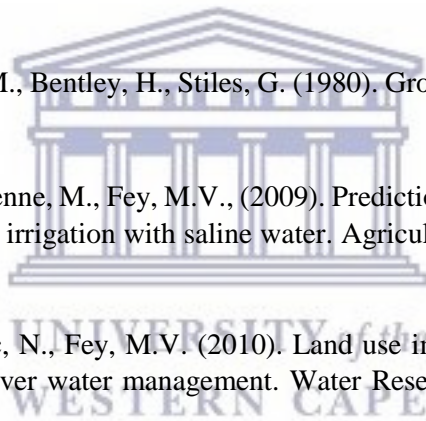 M., Bentley, H., Stiles, G. (1980). Gro
enne, M., Fey, M.V., (2009). Prediction
irrigation with saline water. Agricul
, N., Fey, M.V. (2010). Land use in
UNIVERSITY of the
ver water management. Water Rese
WESTERN CAPE